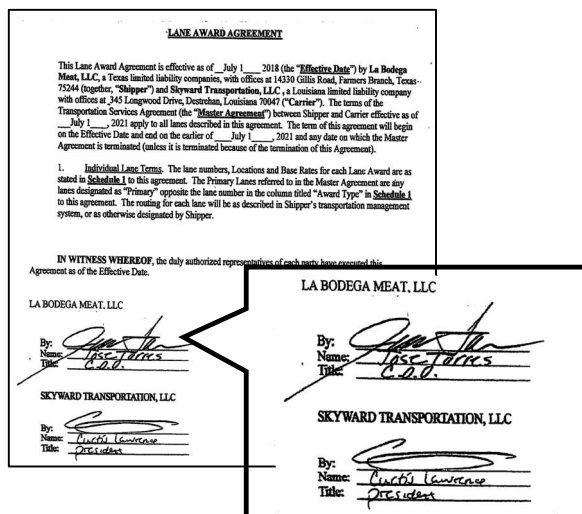 LANE AWARD AGREEMENT
This Lane Award Agreement is effective as of __July 1____ 2018 (the "Effective Date") by La Bodega
Meat, LLC, a Texas limited liability companies, with offices at 14330 Gillis Road, Farmers Branch, Texas
75244 (together, "Shipper") and Skyward Transportation, LLC , a Louisiana limited liability company
with offices at _345 Longwood Drive, Destrehan, Louisiana 70047 ("Carrier"). The terms of the
Transportation Services Agreement (the "Master Agreement") between Shipper and Carrier effective as of
___July 1____, 2021 apply to all lanes described in this agreement. The term of this agreement will begin
on the Effective Date and end on the earlier of ____July 1____, 2021 and any date on which the Master
Agreement is terminated (unless it is terminated because of the termination of this Agreement).
1. Individual Lane Terms. The lane numbers, Locations and Base Rates for each Lane Award are as
stated in Schedule 1 to this agreement. The Primary Lanes referred to in the Master Agreement are any
lanes designated as "Primary" opposite the lane number in the column titled "Award Type" in Schedule 1
to this agreement. The routing for each lane will be as described in Shipper's transportation management
system, or as otherwise designated by Shipper.
IN WITNESS WHEREOF, the duly authorized representatives of each party have executed this
Agreement as of the Effective Date.
LA BODEGA MEAT, LLC
By:
Name: Jose Torres
Title: C.O.O.
SKYWARD TRANSPORTATION, LLC
By:
Name: Curtis Lawrence
Title: president
LA BODEGA MEAT, LLC
By:
Name: Jose Torres
Title: C.O.O.
SKYWARD TRANSPORTATION, LLC
By:
Name: Curtis Lawrence
Title: president